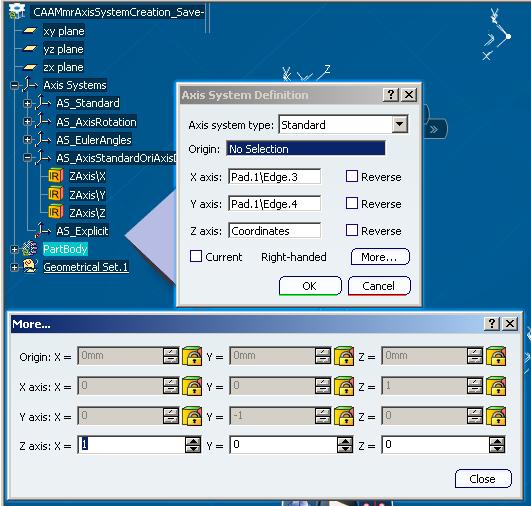 CAAMmrAxisSystemCreation_Save-
xy plane
yz plane
zx plane
Axis Systems
AS_Standard
AS_AxisRotation
AS_EulerAngles
AS_AxisStandardOriAxisD
ZAxis\X
ZAxis\Y
ZAxis\Z
AS_Explicit
PartBody
Geometrical Set.1
Y
Z
Axis System Definition
Axis system type: Standard
Origin: No Selection
X axis: Pad.1\Edge.3 Reverse
Y axis: Pad.1\Edge.4 Reverse
Z axis: Coordinates Reverse
Current Right-handed More...
OK Cancel
More...
Origin: X = 0mm Y = 0mm Z = 0mm
X axis: X = 0 Y = 0 Z = 1
Y axis: X = 0 Y = -1 Z = 0
Z axis: X = 1 Y = 0 Z = 0
Close